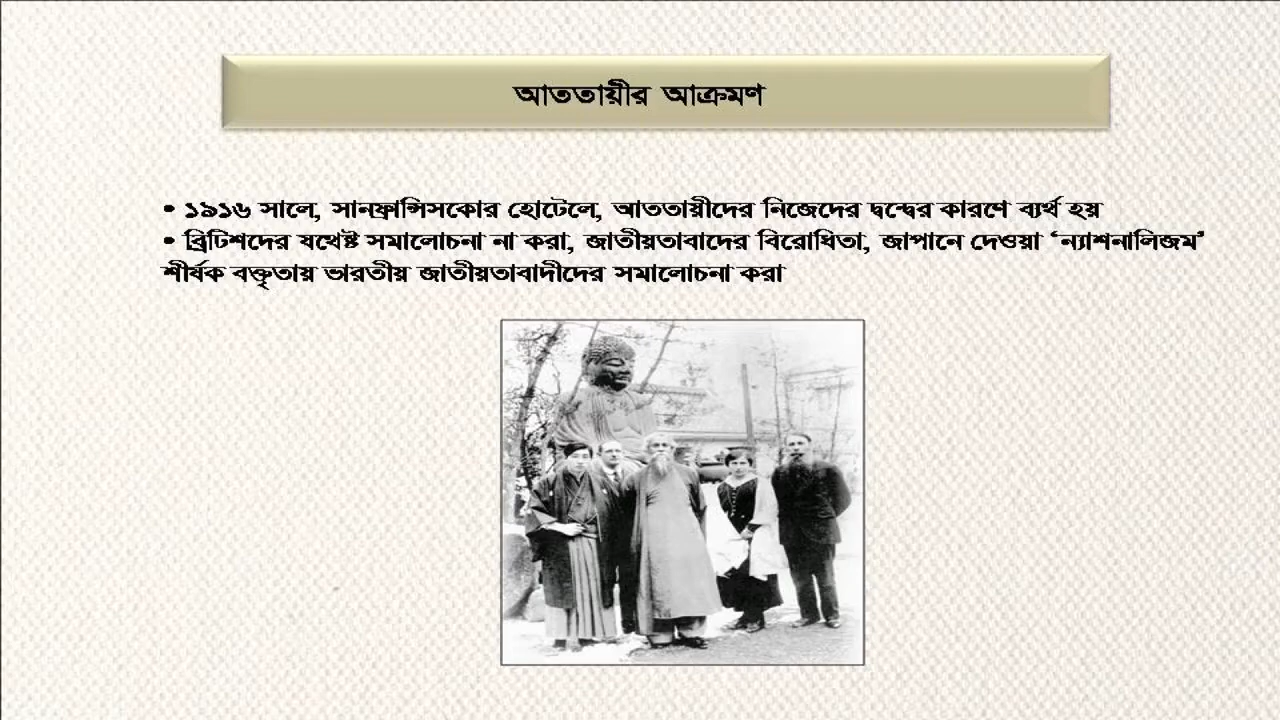 আততায়ীর আক্রমণ
• ১৯১৬ সালে, সানফ্রান্সিসকোর হোটেলে, আততায়ীদের নিজেদের দ্বন্দ্বের কারণে ব্যর্থ হয়
• ব্রিটিশদের যথেষ্ট সমালোচনা না করা, জাতীয়তাবাদের বিরোধিতা, জাপানে দেওয়া ‘ন্যাশনালিজম’
শীর্ষক বক্তৃতায় ভারতীয় জাতীয়তাবাদীদের সমালোচনা করা